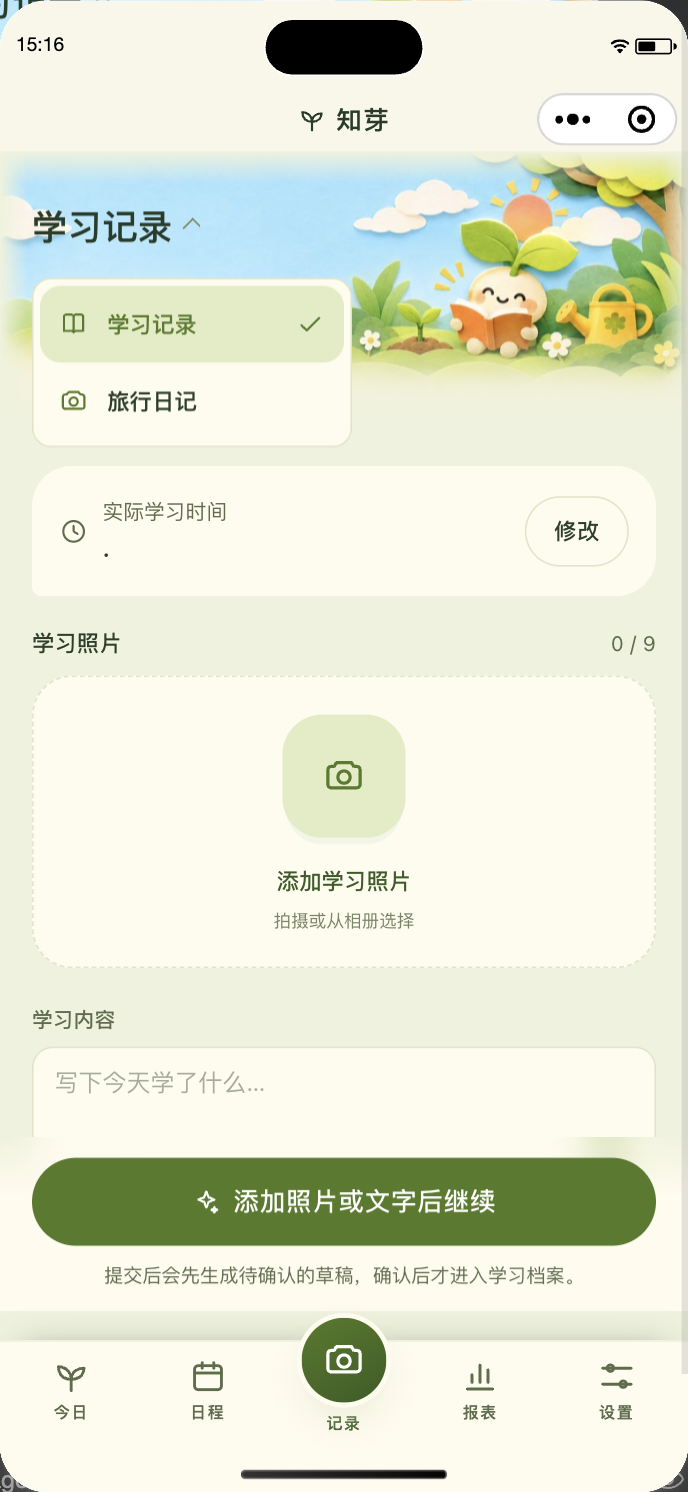 15:16
知芽
学习记录
学习记录
旅行日记
实际学习时间
.
修改
学习照片
0 / 9
添加学习照片
拍摄或从相册选择
学习内容
写下今天学了什么...
添加照片或文字后继续
提交后会先生成待确认的草稿，确认后才进入学习档案。
今日
日程
记录
报表
设置